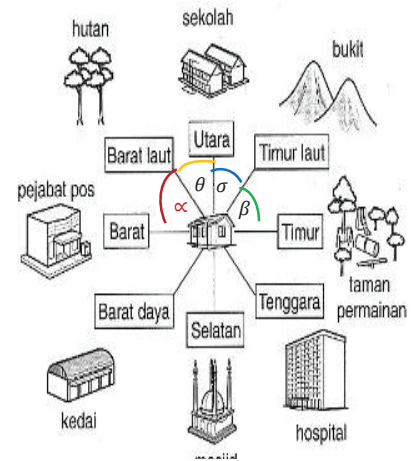 sekolah
hutan
bukit
Utara
Barat laut
Timur laut
θ
σ
∝
β
pejabat pos
Barat
Timur
taman
permainan
Barat daya
Tenggara
Selatan
kedai
hospital
masjid